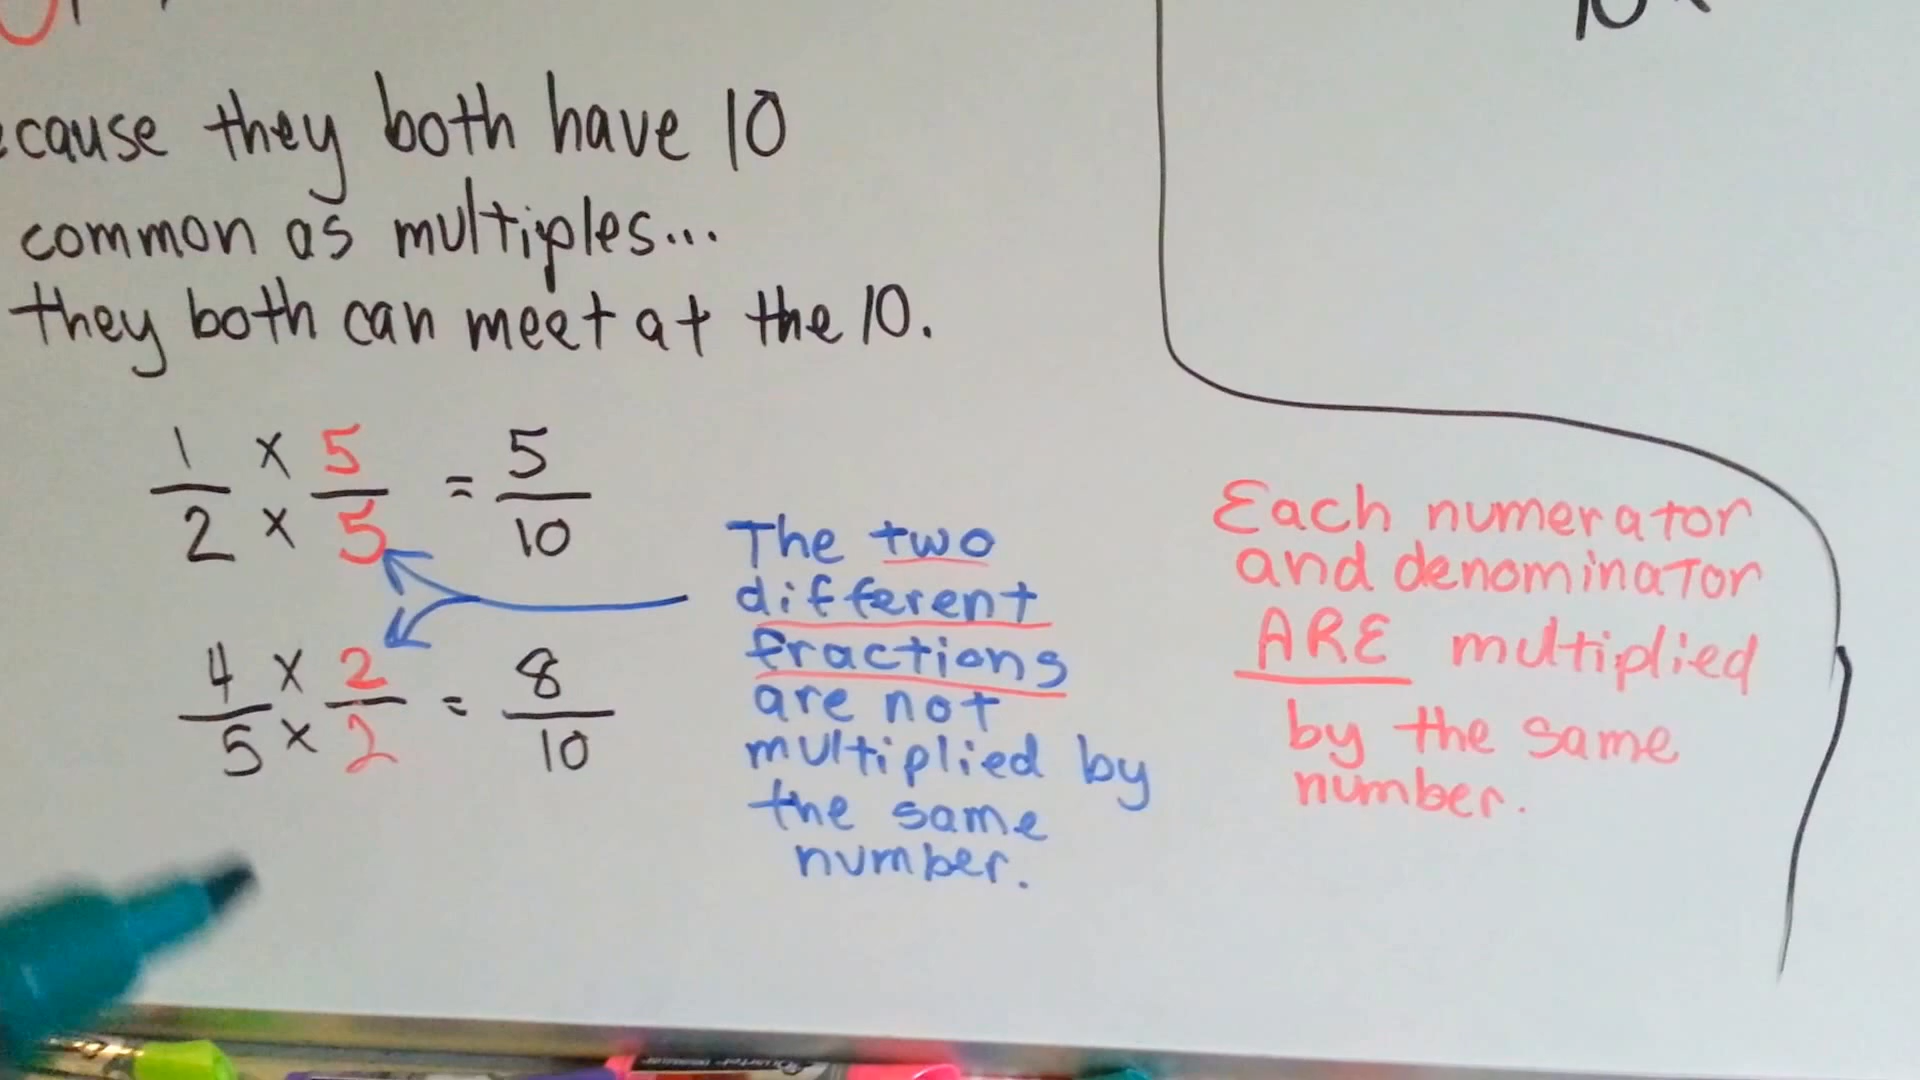 cause they both have 10
common as multiples...
they both can meet at the 10.
1/2 × 5/5 = 5/10
4/5 × 2/2 = 8/10
The two
different
fractions
are not
multiplied by
the same
number.
Each numerator
and denominator
ARE multiplied
by the same
number.